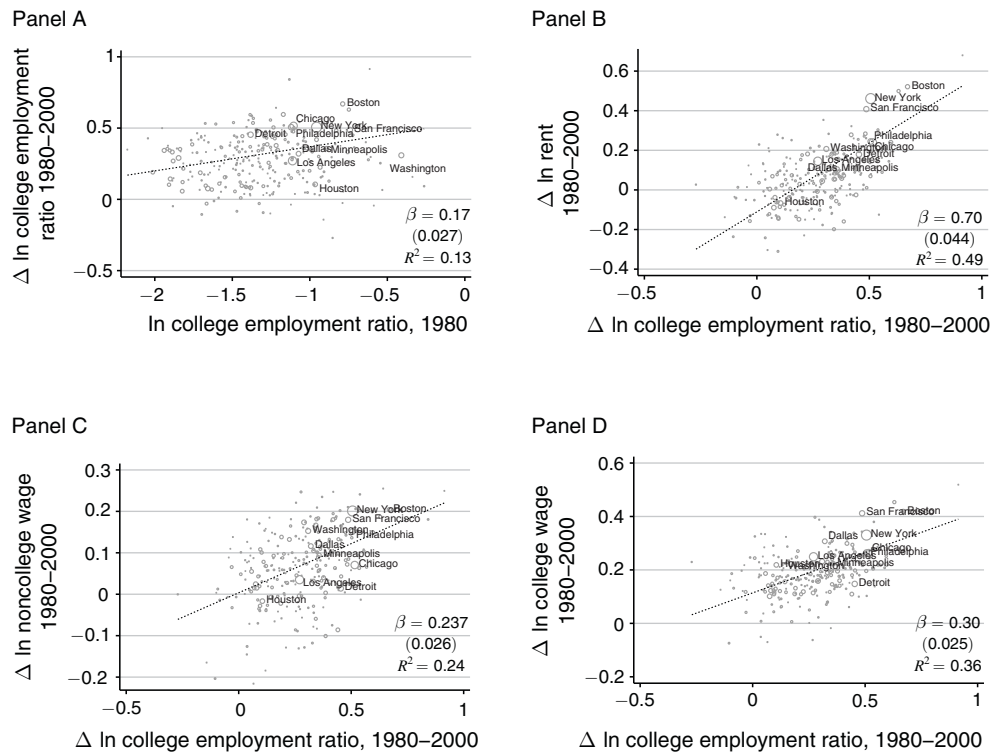 Panel A
Δ ln college employment
ratio 1980–2000
1
0.5
0
−0.5
Boston
Chicago
New York
San Francisco
Detroit
Philadelphia
Dallas
Minneapolis
Los Angeles
Washington
Houston
β = 0.17
(0.027)
R² = 0.13
−2
−1.5
−1
−0.5
0
ln college employment ratio, 1980
Panel B
Δ ln rent
1980–2000
0.6
0.4
0.2
0
−0.2
−0.4
Boston
New York
San Francisco
Philadelphia
Washington
Chicago
Detroit
Los Angeles
Dallas
Minneapolis
Houston
β = 0.70
(0.044)
R² = 0.49
−0.5
0
0.5
1
Δ ln college employment ratio, 1980–2000
Panel C
Δ ln noncollege wage
1980–2000
0.3
0.2
0.1
0
−0.1
−0.2
New York
Boston
San Francisco
Washington
Philadelphia
Dallas
Minneapolis
Chicago
Los Angeles
Detroit
Houston
β = 0.237
(0.026)
R² = 0.24
−0.5
0
0.5
1
Δ ln college employment ratio, 1980–2000
Panel D
Δ ln college wage
1980–2000
0.6
0.4
0.2
0
−0.2
San Francisco
Boston
Dallas
New York
Chicago
Los Angeles
Philadelphia
Houston
Washington
Minneapolis
Detroit
β = 0.30
(0.025)
R² = 0.36
−0.5
0
0.5
1
Δ ln college employment ratio, 1980–2000